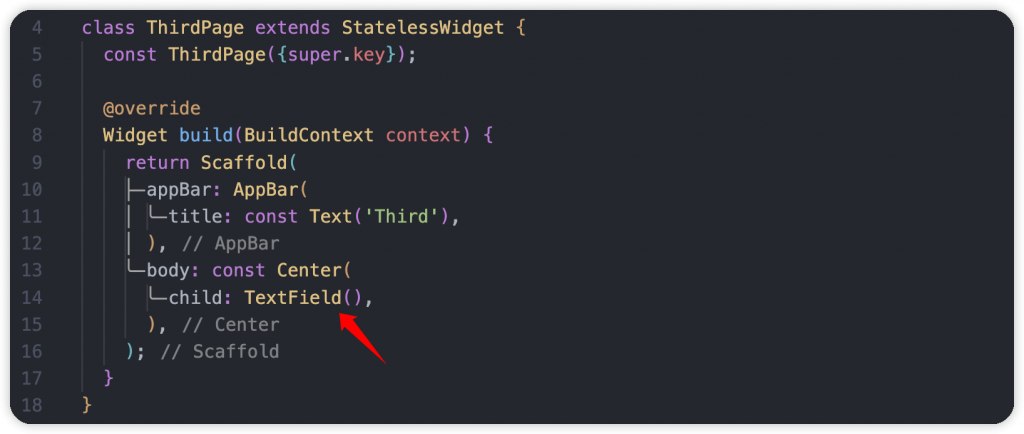 4 class ThirdPage extends StatelessWidget {
5 const ThirdPage({super.key});
6
7 @override
8 Widget build(BuildContext context) {
9 return Scaffold(
10 appBar: AppBar(
11 title: const Text('Third'),
12 ), // AppBar
13 body: const Center(
14 child: TextField(),
15 ), // Center
16 ); // Scaffold
17 }
18 }